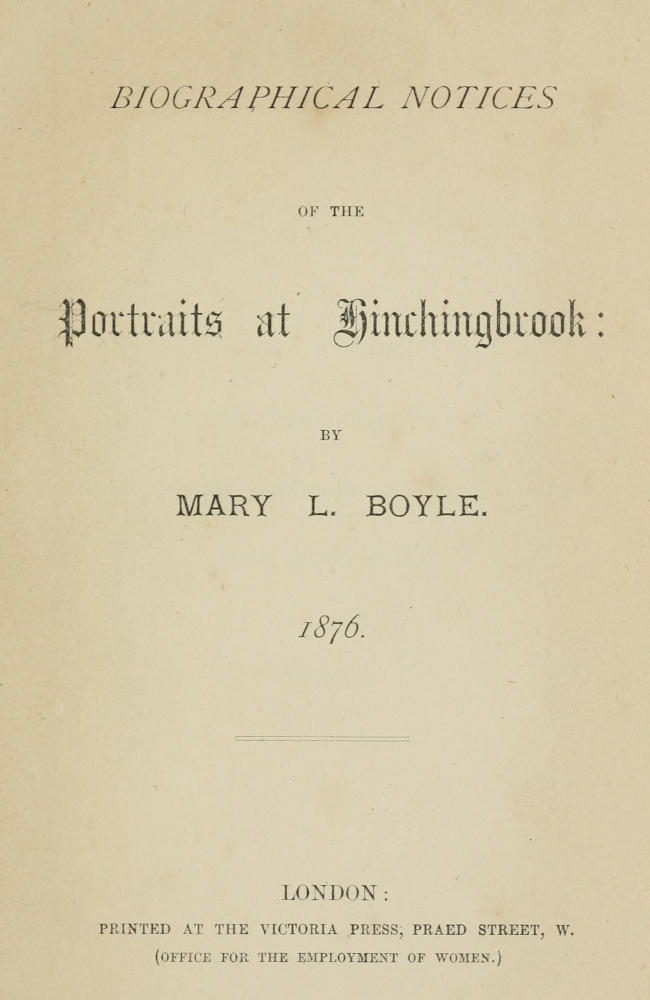 BIOGRAPHICAL NOTICES
OF THE
Portraits at Hinchingbrook:
BY
MARY L. BOYLE.
1876.
LONDON:
PRINTED AT THE VICTORIA PRESS, PRAED STREET, W.
(OFFICE FOR THE EMPLOYMENT OF WOMEN.)